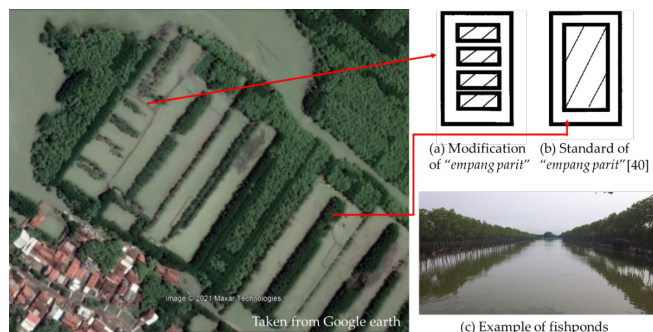 Image © 2021 Maxar Technologies
Taken from Google earth
(a) Modification
of “empang parit”
(b) Standard of
“empang parit”[40]
(c) Example of fishponds